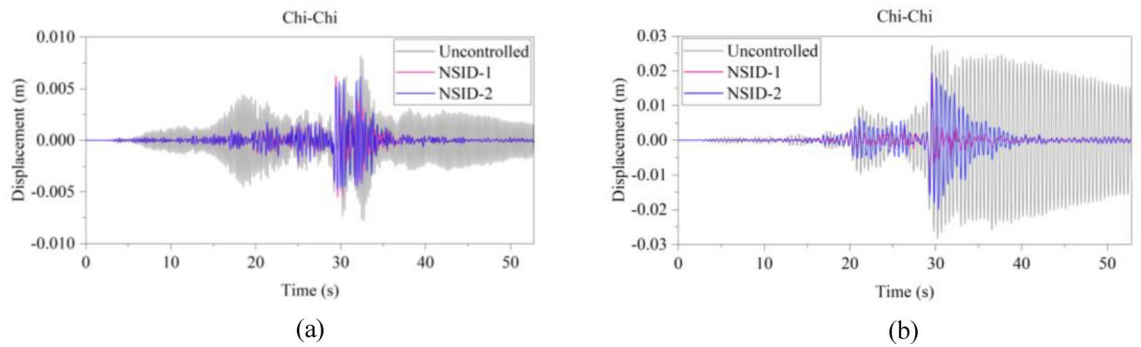 Chi-Chi
0.010
0.005
0.000
-0.005
-0.010
Displacement (m)
Uncontrolled
NSID-1
NSID-2
0 10 20 30 40 50
Time (s)
(a)
Chi-Chi
0.03
0.02
0.01
0.00
-0.01
-0.02
-0.03
Displacement (m)
Uncontrolled
NSID-1
NSID-2
0 10 20 30 40 50
Time (s)
(b)